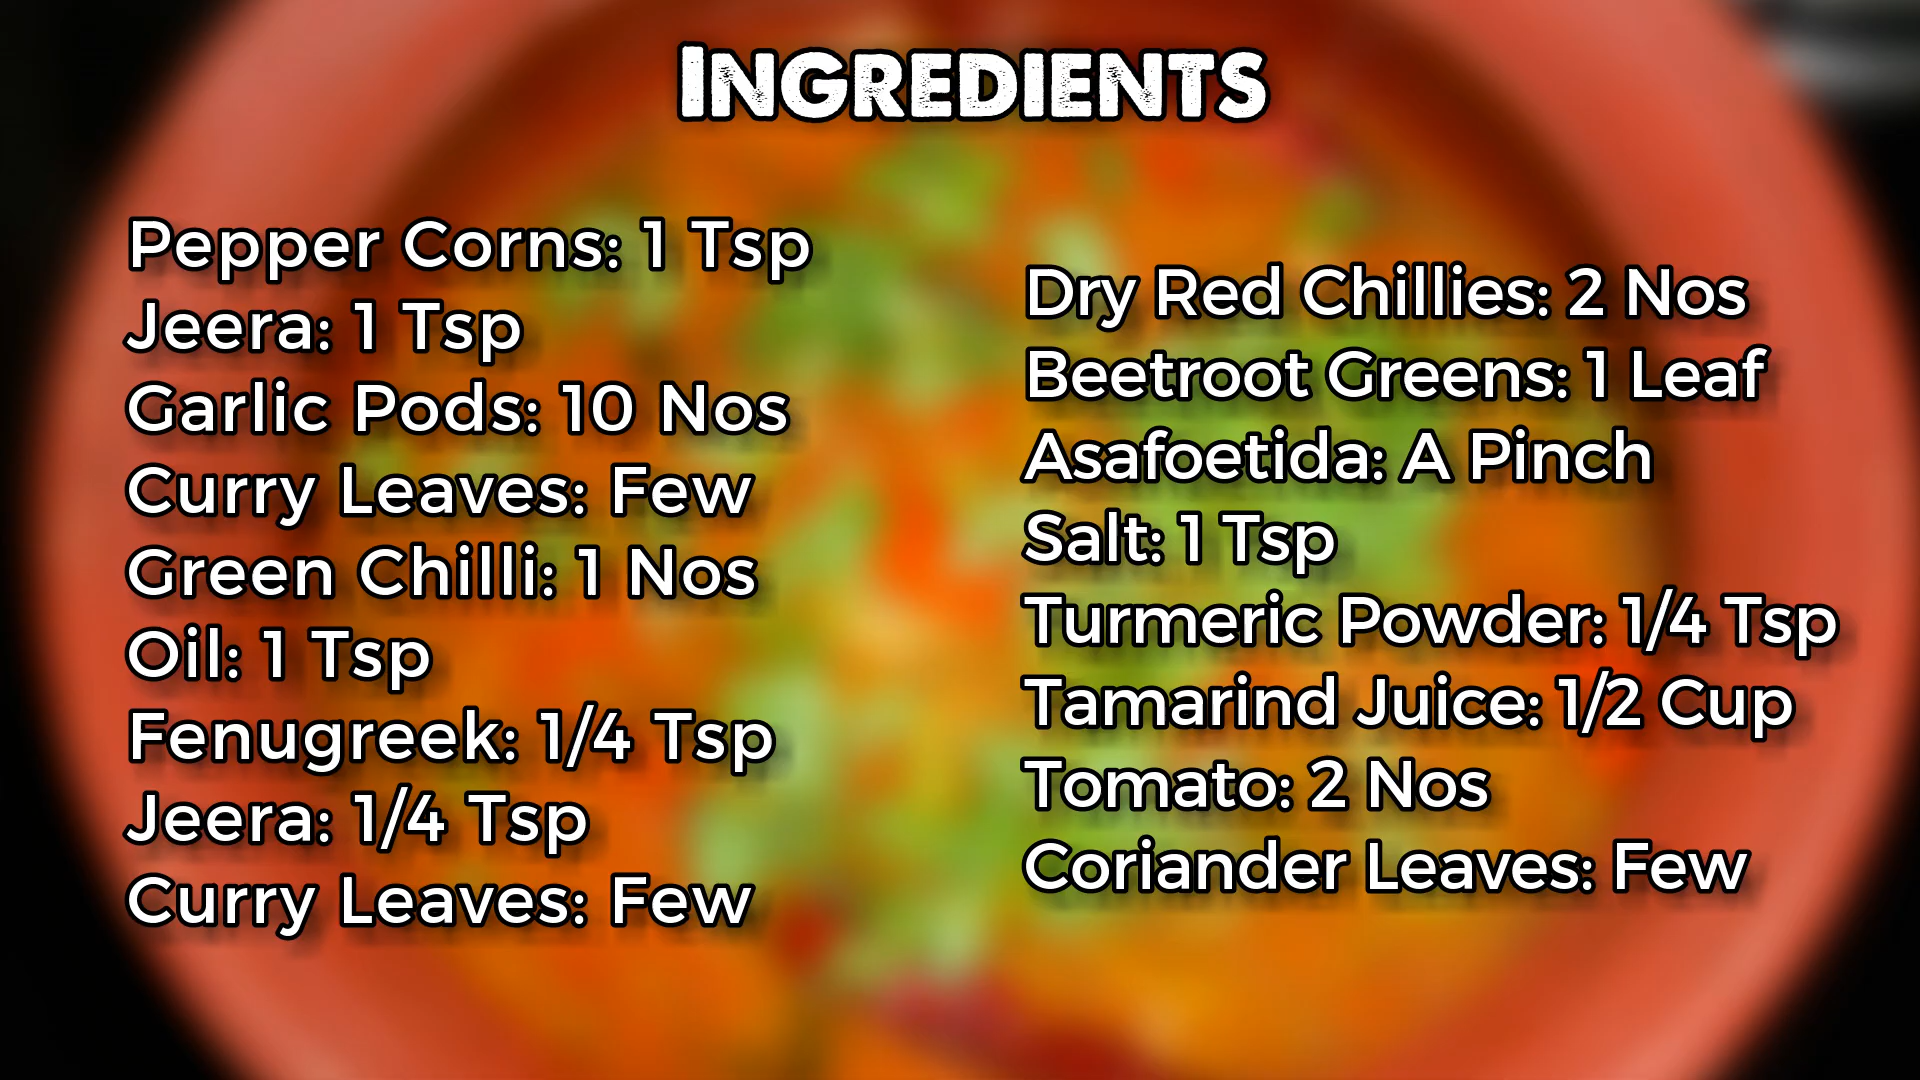 Ingredients
Pepper Corns: 1 Tsp
Jeera: 1 Tsp
Garlic Pods: 10 Nos
Curry Leaves: Few
Green Chilli: 1 Nos
Oil: 1 Tsp
Fenugreek: 1/4 Tsp
Jeera: 1/4 Tsp
Curry Leaves: Few
Dry Red Chillies: 2 Nos
Beetroot Greens: 1 Leaf
Asafoetida: A Pinch
Salt: 1 Tsp
Turmeric Powder: 1/4 Tsp
Tamarind Juice: 1/2 Cup
Tomato: 2 Nos
Coriander Leaves: Few